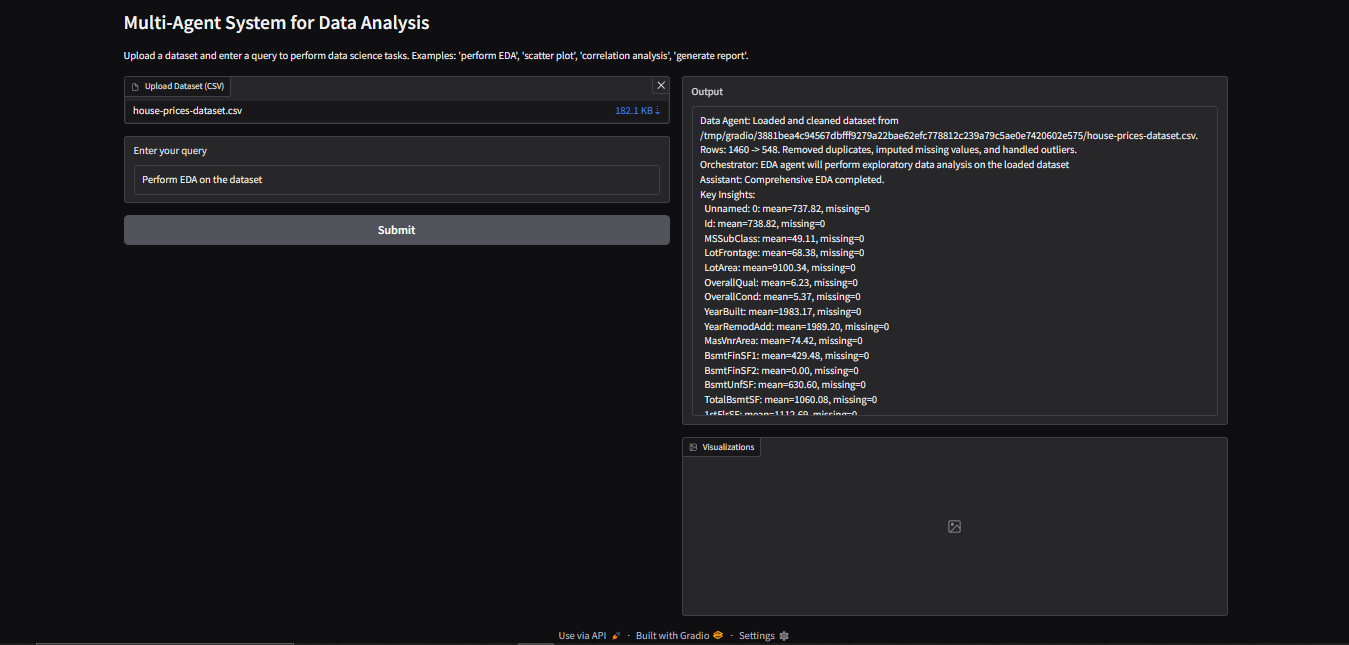 Multi-Agent System for Data Analysis
Upload a dataset and enter a query to perform data science tasks. Examples: 'perform EDA', 'scatter plot', 'correlation analysis', 'generate report'.
Upload Dataset (CSV)
house-prices-dataset.csv
182.1 KB ↓
Enter your query
Perform EDA on the dataset
Submit
Output
Data Agent: Loaded and cleaned dataset from
/tmp/gradio/3881bea4c94567dbfff9279a22bae62efc778812c239a79c5ae0e7420602e575/house-prices-dataset.csv.
Rows: 1460 -> 548. Removed duplicates, imputed missing values, and handled outliers.
Orchestrator: EDA agent will perform exploratory data analysis on the loaded dataset
Assistant: Comprehensive EDA completed.
Key Insights:
Unnamed: 0: mean=737.82, missing=0
Id: mean=738.82, missing=0
MSSubClass: mean=49.11, missing=0
LotFrontage: mean=68.38, missing=0
LotArea: mean=9100.34, missing=0
OverallQual: mean=6.23, missing=0
OverallCond: mean=5.37, missing=0
YearBuilt: mean=1983.17, missing=0
YearRemodAdd: mean=1989.20, missing=0
MasVnrArea: mean=74.42, missing=0
BsmtFinSF1: mean=429.48, missing=0
BsmtFinSF2: mean=0.00, missing=0
BsmtUnfSF: mean=630.60, missing=0
TotalBsmtSF: mean=1060.08, missing=0
1stFlrSF: mean=1112.69, missing=0
Visualizations
Use via API · Built with Gradio · Settings